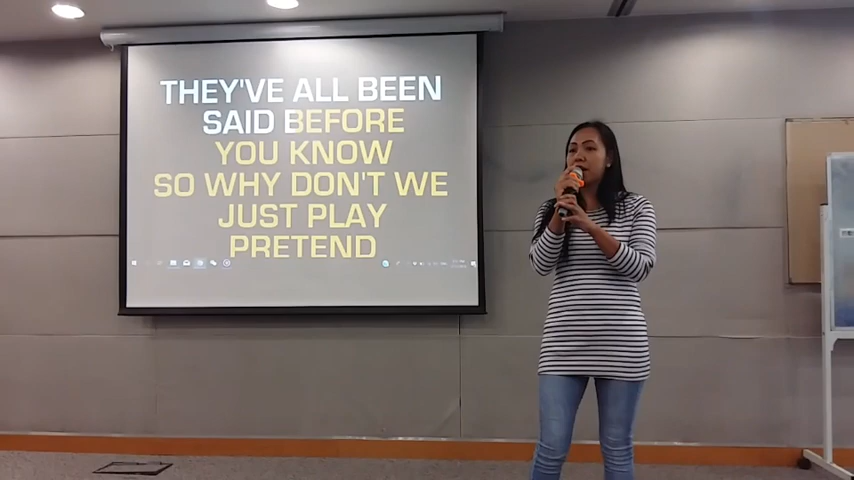 THEY'VE ALL BEEN
SAID BEFORE
YOU KNOW
SO WHY DON'T WE
JUST PLAY
PRETEND